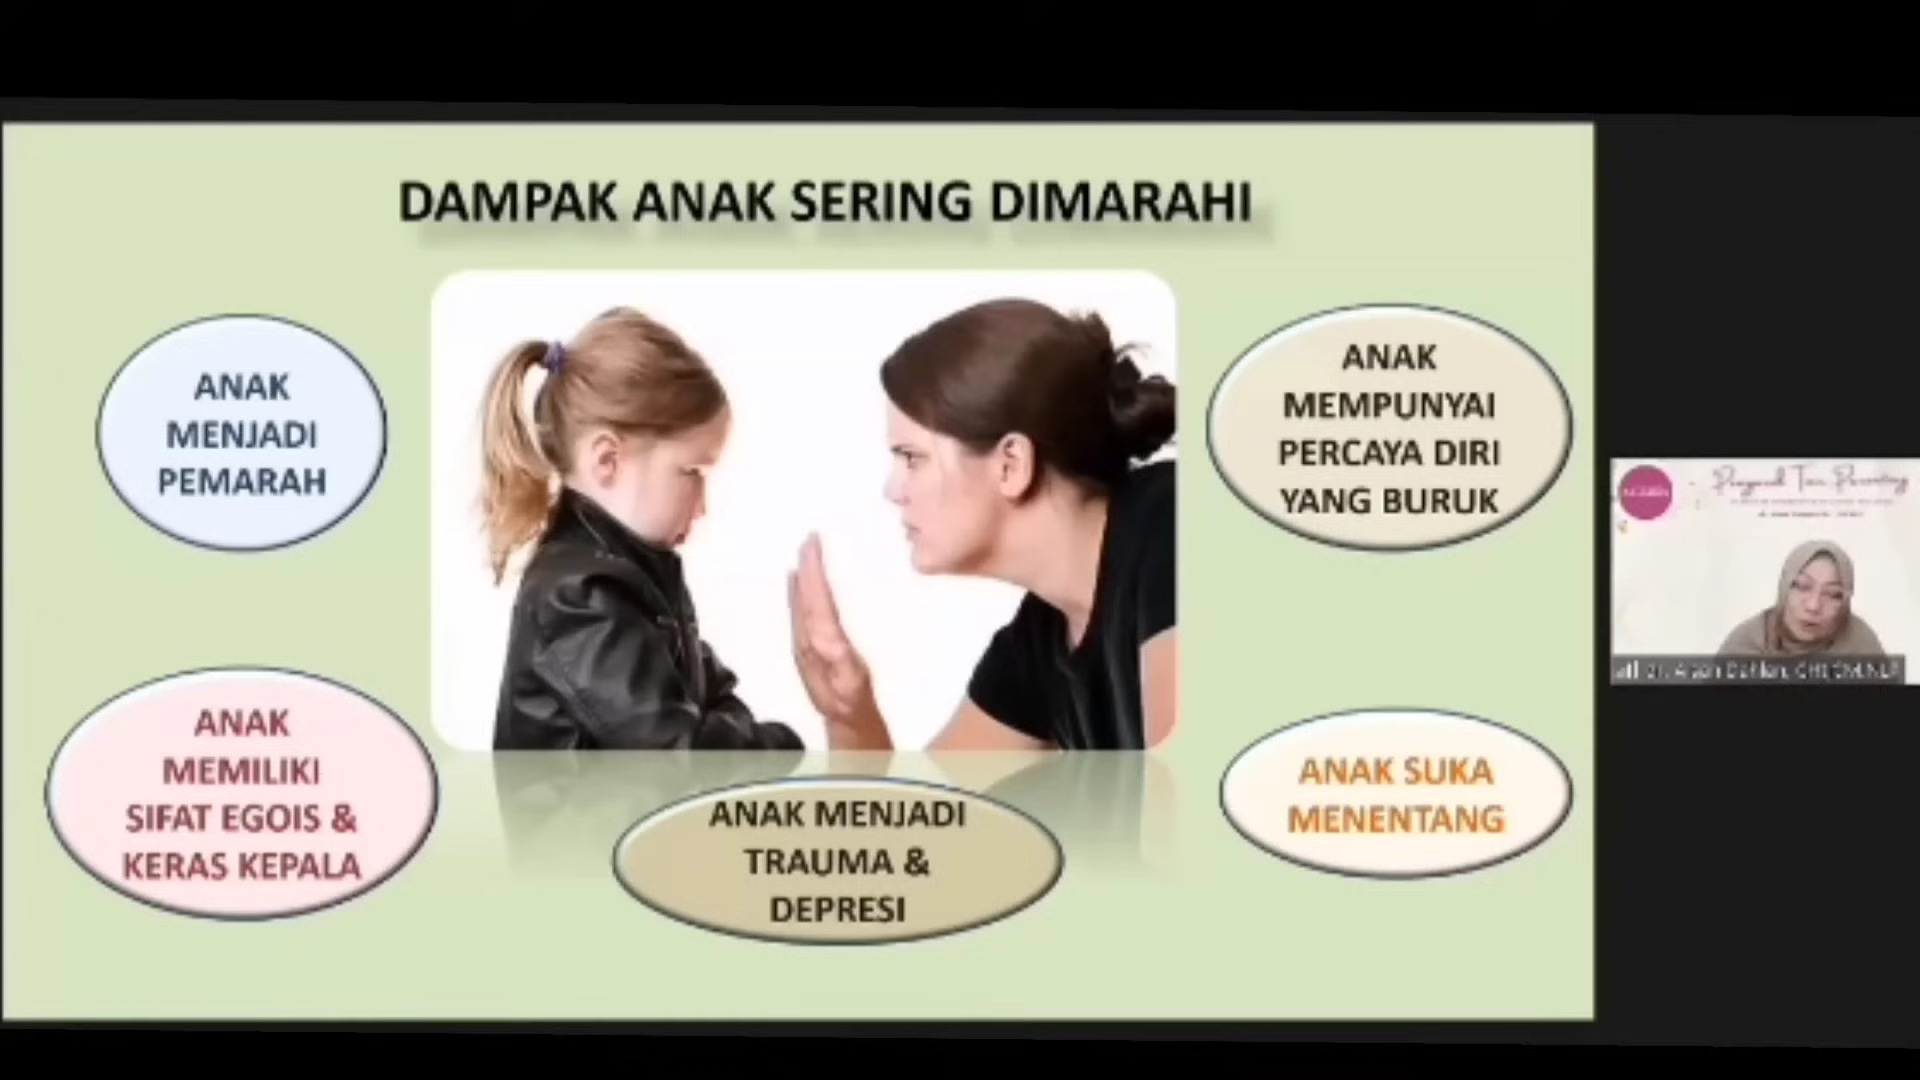 DAMPAK ANAK SERING DIMARAHI
ANAK
MENJADI
PEMARAH
ANAK
MEMPUNYAI
PERCAYA DIRI
YANG BURUK
ANAK
MEMILIKI
SIFAT EGOIS &
KERAS KEPALA
ANAK MENJADI
TRAUMA &
DEPRESI
ANAK SUKA
MENENTANG